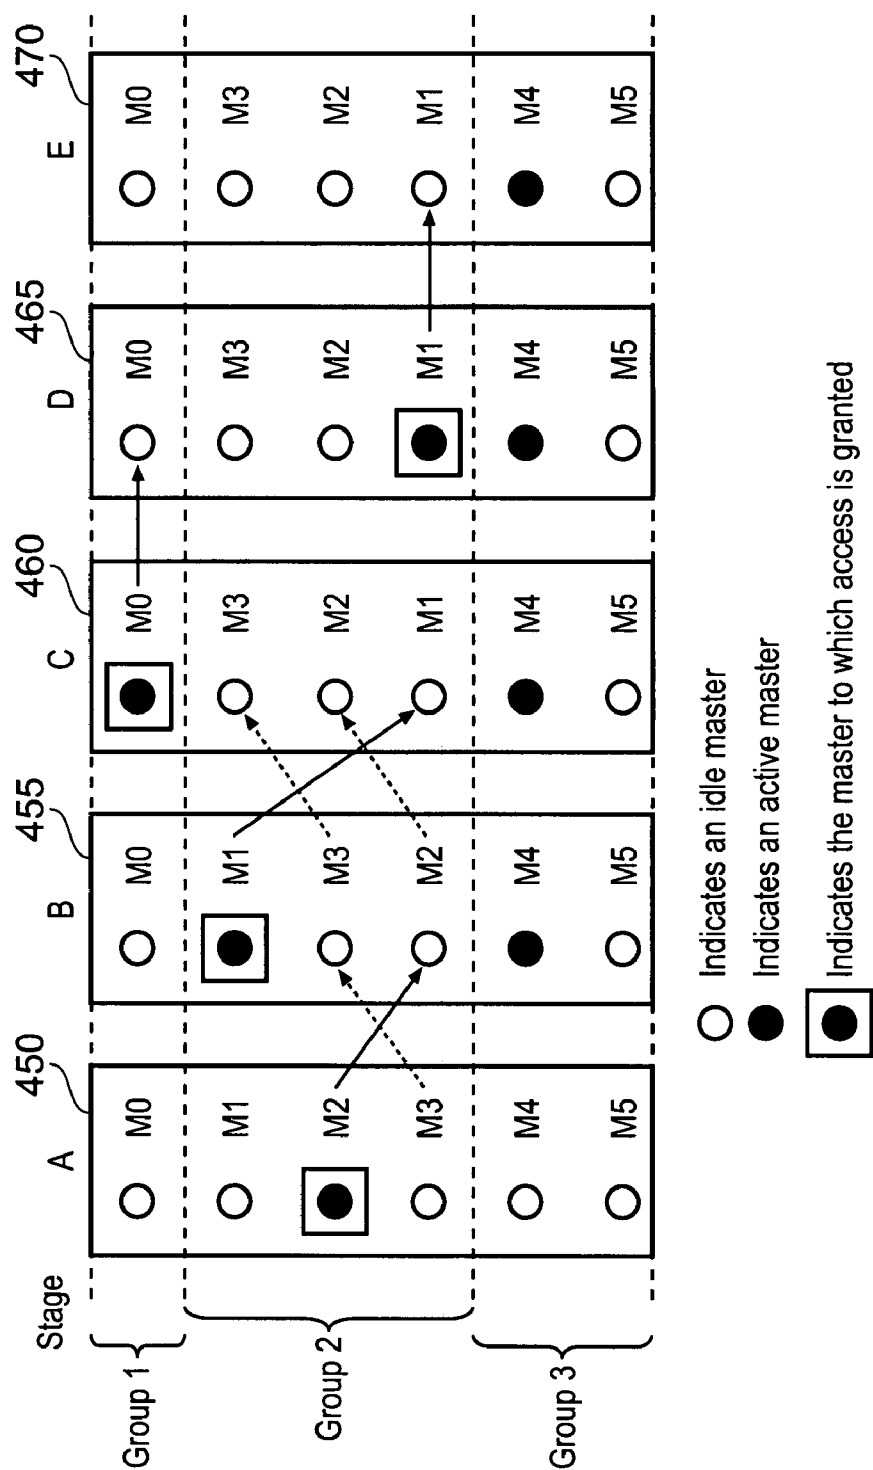 Stage
A
B
C
D
E
450
455
460
465
470
Group 1
M0
M0
M0
M0
M0
Group 2
M1
M1
M3
M3
M3
M2
M3
M2
M2
M2
M3
M2
M1
M1
M1
Group 3
M4
M4
M4
M4
M4
M5
M5
M5
M5
M5
Indicates an idle master
Indicates an active master
Indicates the master to which access is granted